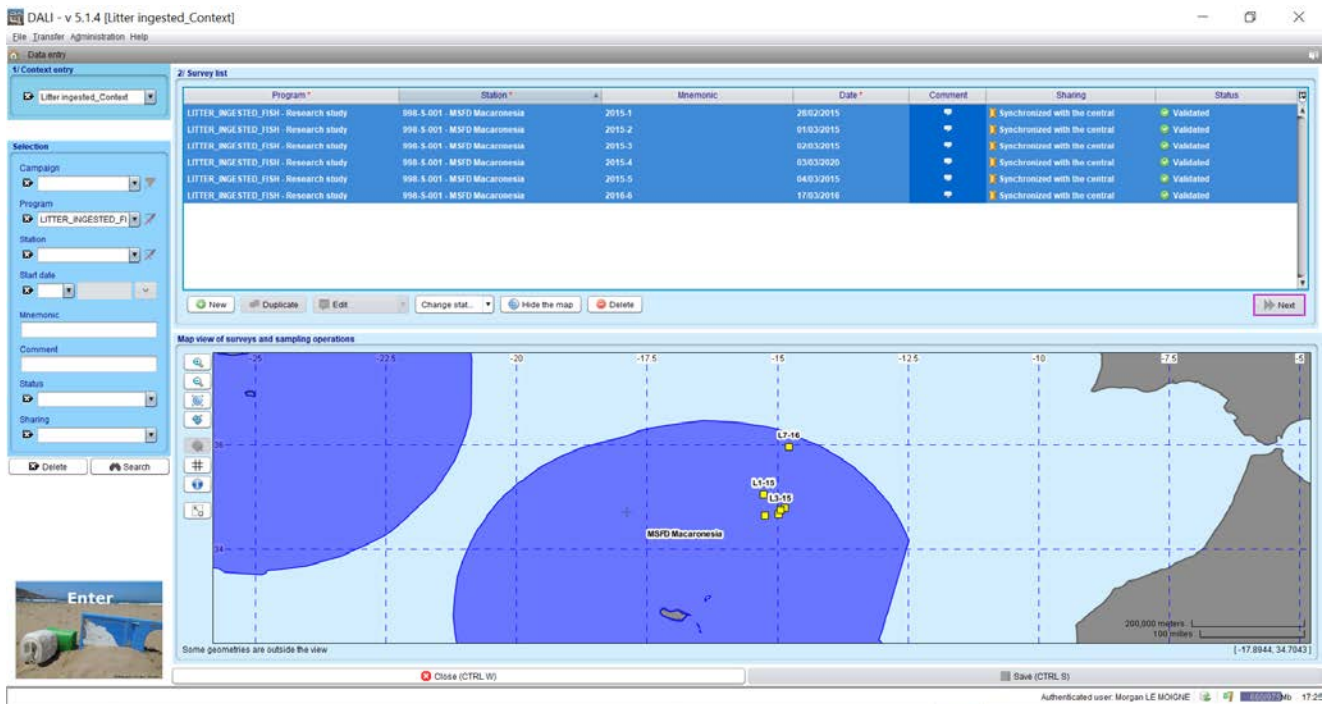 DALI - v 5.1.4 [Litter ingested_Context]
File Transfer Administration Help
Data entry
1/ Context entry
Litter ingested_Context
Selection
Campaign
Program
LITTER_INGESTED_FI
Station
Start date
Mnemonic
Comment
Status
Sharing
Delete Search
Enter
2/ Survey list
Program * Station * Mnemonic Date * Comment Sharing Status
LITTER_INGESTED_FISH - Research study 998-S-001 - MSFD Macaronesia 2015-1 28/02/2015 Synchronized with the central Validated
LITTER_INGESTED_FISH - Research study 998-S-001 - MSFD Macaronesia 2015-2 01/03/2015 Synchronized with the central Validated
LITTER_INGESTED_FISH - Research study 998-S-001 - MSFD Macaronesia 2015-3 02/03/2015 Synchronized with the central Validated
LITTER_INGESTED_FISH - Research study 998-S-001 - MSFD Macaronesia 2015-4 03/03/2020 Synchronized with the central Validated
LITTER_INGESTED_FISH - Research study 998-S-001 - MSFD Macaronesia 2015-5 04/03/2015 Synchronized with the central Validated
LITTER_INGESTED_FISH - Research study 998-S-001 - MSFD Macaronesia 2016-6 17/03/2016 Synchronized with the central Validated
New Duplicate Edit Change stat... Hide the map Delete Next
Map view of surveys and sampling operations
-25 -22.5 -20 -17.5 -15 -12.5 -10 -7.5 -5
L7-16
36
L1-15
L3-15
MSFD Macaronesia
34
200,000 meters
100 milles
Some geometries are outside the view [-17.8944, 34.7043]
Close (CTRL W) Save (CTRL S)
Authenticated user: Morgan LE MOIGNE Mb 17:25